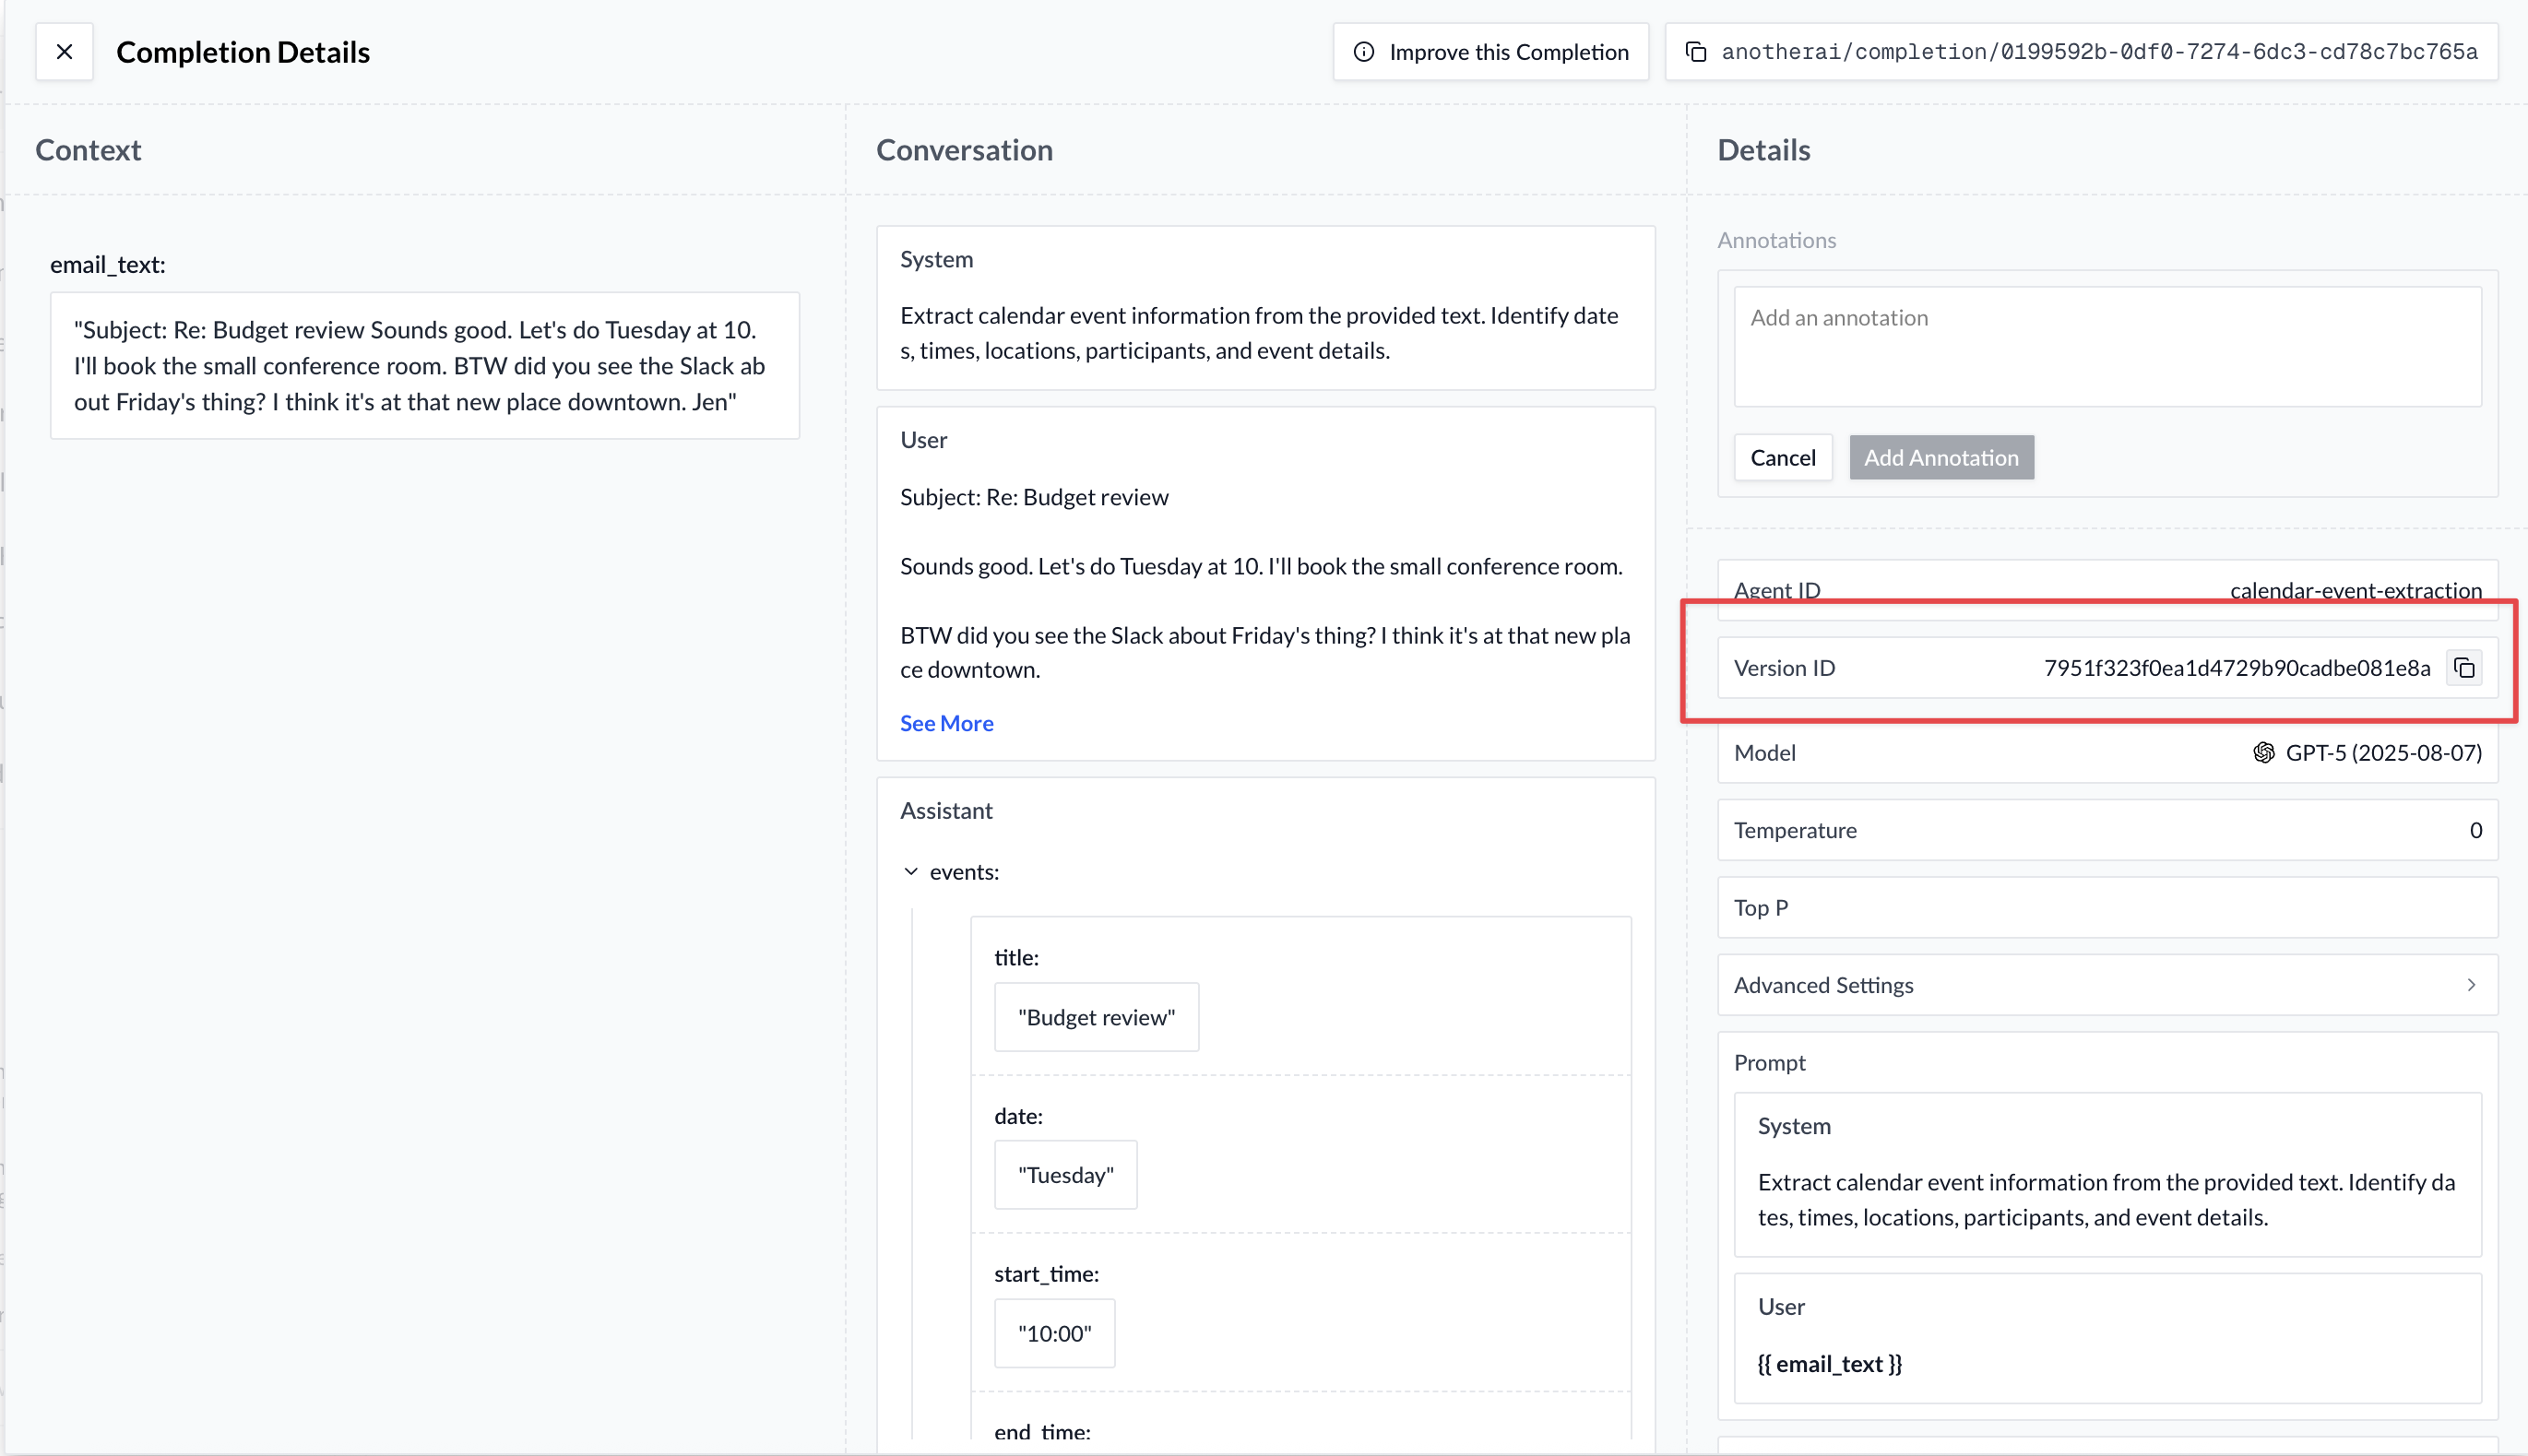 Completion Details
Improve this Completion
anotherai/completion/0199592b-0df0-7274-6dc3-cd78c7bc765a
Context
email_text:
"Subject: Re: Budget review Sounds good. Let's do Tuesday at 10.
I'll book the small conference room. BTW did you see the Slack ab
out Friday's thing? I think it's at that new place downtown. Jen"
Conversation
System
Extract calendar event information from the provided text. Identify date
s, times, locations, participants, and event details.
User
Subject: Re: Budget review
Sounds good. Let's do Tuesday at 10. I'll book the small conference room.
BTW did you see the Slack about Friday's thing? I think it's at that new pla
ce downtown.
See More
Assistant
events:
title:
"Budget review"
date:
"Tuesday"
start_time:
"10:00"
end_time:
Details
Annotations
Add an annotation
Cancel
Add Annotation
Agent ID
calendar-event-extraction
Version ID
7951f323f0ea1d4729b90cadbe081e8a
Model
GPT-5 (2025-08-07)
Temperature
0
Top P
Advanced Settings
Prompt
System
Extract calendar event information from the provided text. Identify da
tes, times, locations, participants, and event details.
User
{{ email_text }}